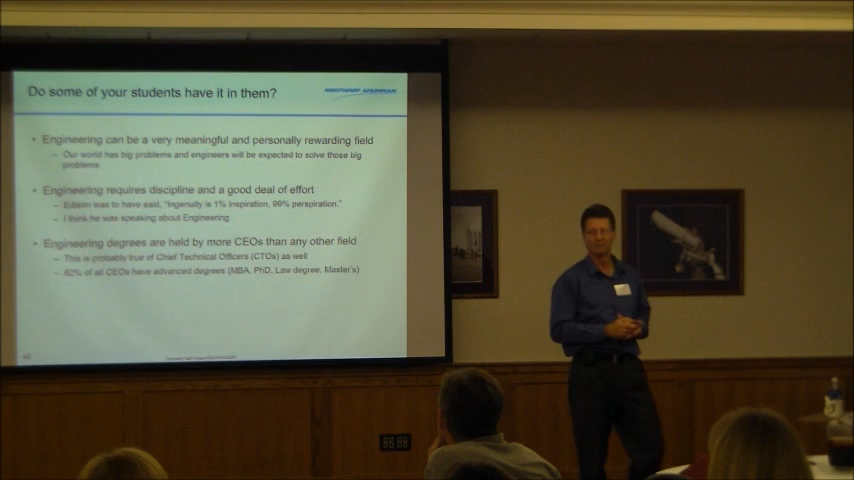 Do some of your students have it in them?
NORTHROP GRUMMAN
• Engineering can be a very meaningful and personally rewarding field
– Our world has big problems and engineers will be expected to solve those big
problems
• Engineering requires discipline and a good deal of effort
– Edison was to have said, "Ingenuity is 1% inspiration, 99% perspiration."
– I think he was speaking about Engineering
• Engineering degrees are held by more CEOs than any other field
– This is probably true of Chief Technical Officers (CTOs) as well
– 62% of all CEOs have advanced degrees (MBA, PhD, Law degree, Master's)